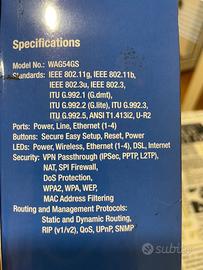 Specifications
Model No.: WAG54GS
Standards: IEEE 802.11g, IEEE 802.11b,
IEEE 802.3u, IEEE 802.3,
ITU G.992.1 (G.dmt),
ITU G.992.2 (G.lite), ITU G.992.3,
ITU G.992.5, ANSI T1.413i2, U-R2
Ports: Power, Line, Ethernet (1-4)
Buttons: Secure Easy Setup, Reset, Power
LEDs: Power, Wireless, Ethernet (1-4), DSL, Internet
Security: VPN Passthrough (IPSec, PPTP, L2TP),
NAT, SPI Firewall,
DoS Protection,
WPA2, WPA, WEP,
MAC Address Filtering
Routing and Management Protocols:
Static and Dynamic Routing,
RIP (v1/v2), QoS, UPnP, SNMP
subito